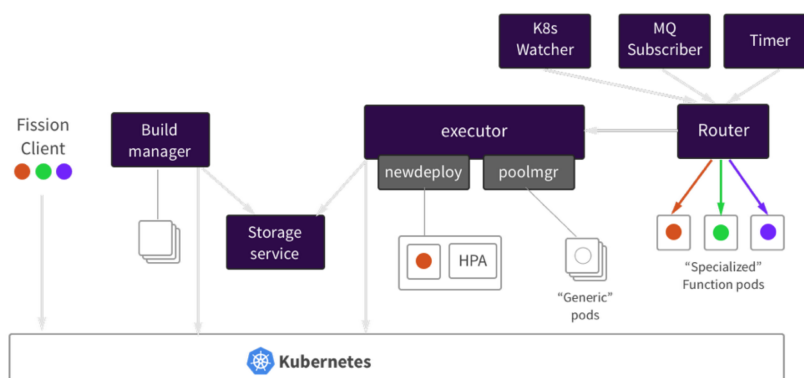 K8s
Watcher
MQ
Subscriber
Timer
Fission
Client
Build
manager
executor
Router
newdeploy
poolmgr
Storage
service
HPA
"Generic"
pods
"Specialized"
Function pods
Kubernetes